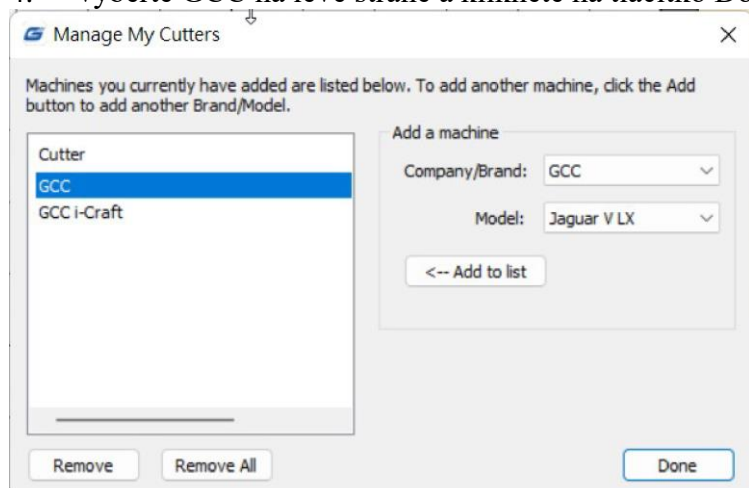 Manage My Cutters
Machines you currently have added are listed below. To add another machine, click the Add
button to add another Brand/Model.
Cutter
GCC
GCC i-Craft
Add a machine
Company/Brand: GCC
Model: Jaguar V LX
<-- Add to list
Remove Remove All Done